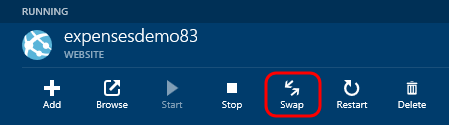 RUNNING
expensesdemo83
WEBSITE
Add Browse Start Stop Swap Restart Delete